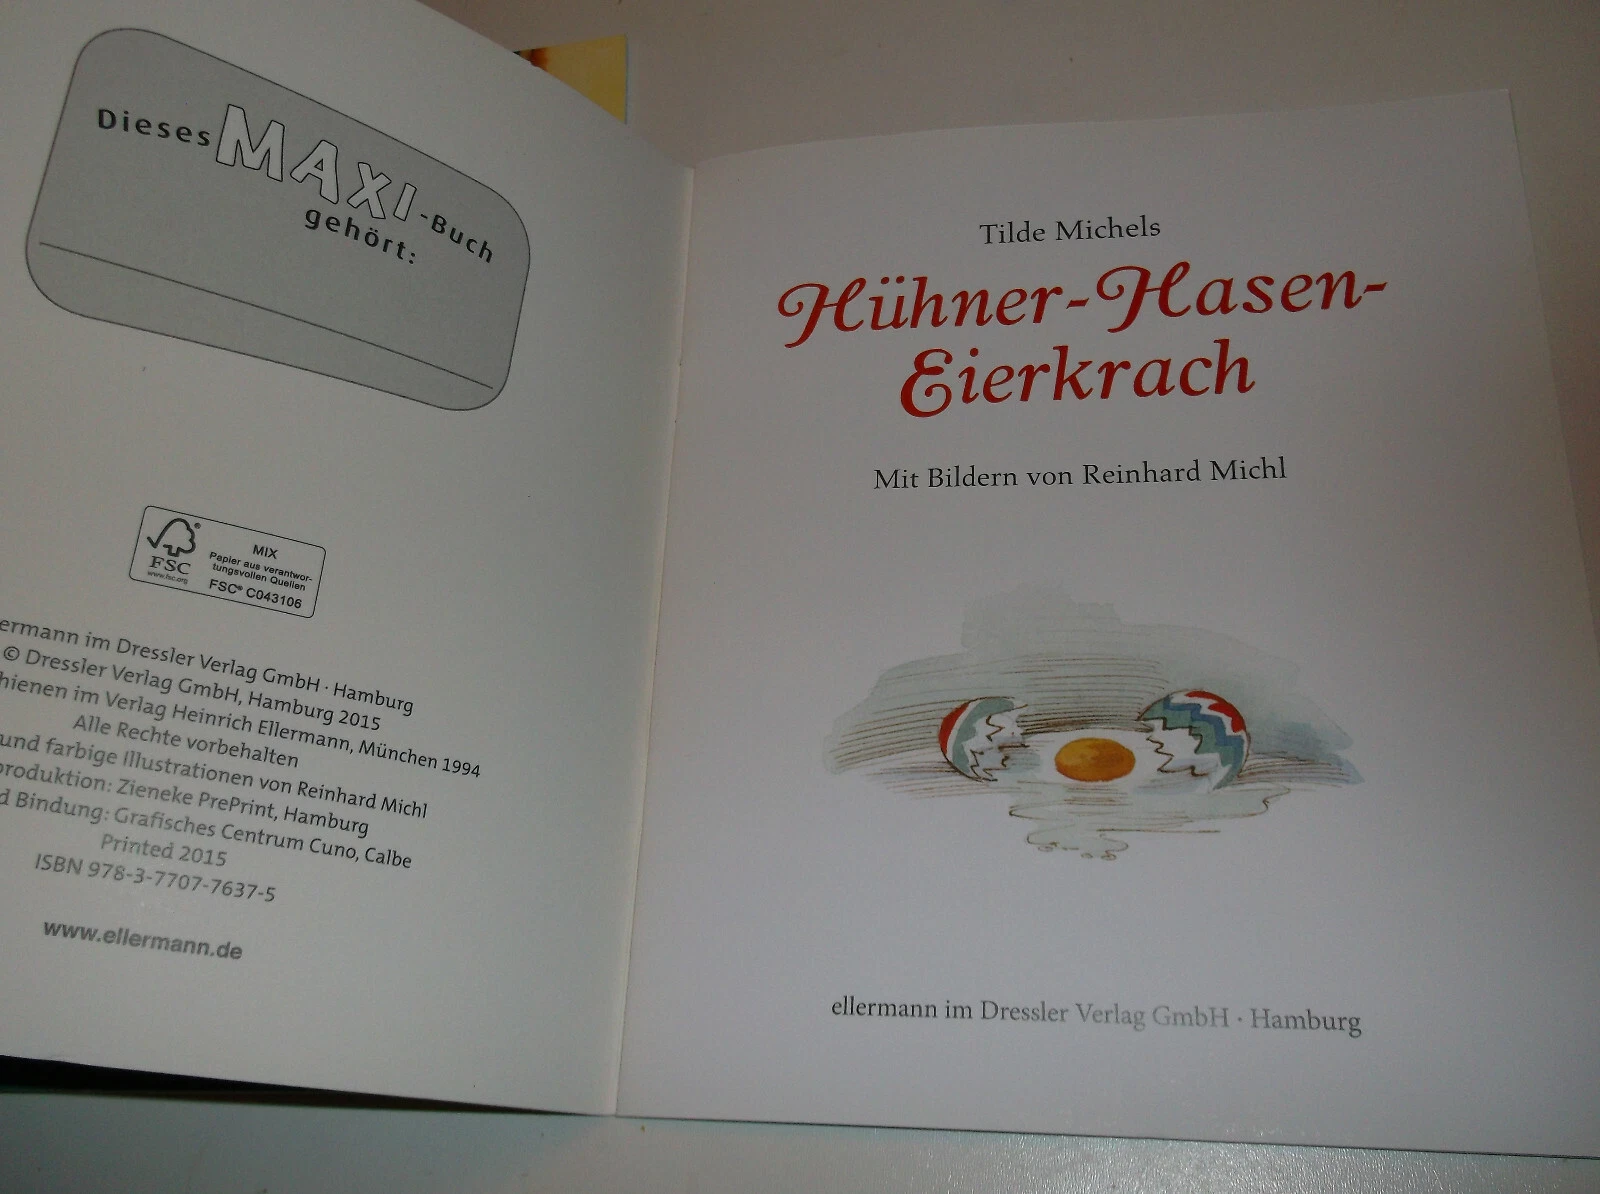 Dieses MAXI-Buch
gehört:
FSC®
www.fsc.org
MIX
Papier aus verantwor-
tungsvollen Quellen
FSC® C043106
im Dressler Verlag GmbH · Hamburg
© Dressler Verlag GmbH, Hamburg 2015
im Verlag Heinrich Ellermann, München 1994
Alle Rechte vorbehalten
und farbige Illustrationen von Reinhard Michl
Zieneke PrePrint, Hamburg
Bindung: Grafisches Centrum Cuno, Calbe
Printed 2015
ISBN 978-3-7707-7637-5
www.ellermann.de
Tilde Michels
Hühner-Hasen-
Eierkrach
Mit Bildern von Reinhard Michl
ellermann im Dressler Verlag GmbH · Hamburg